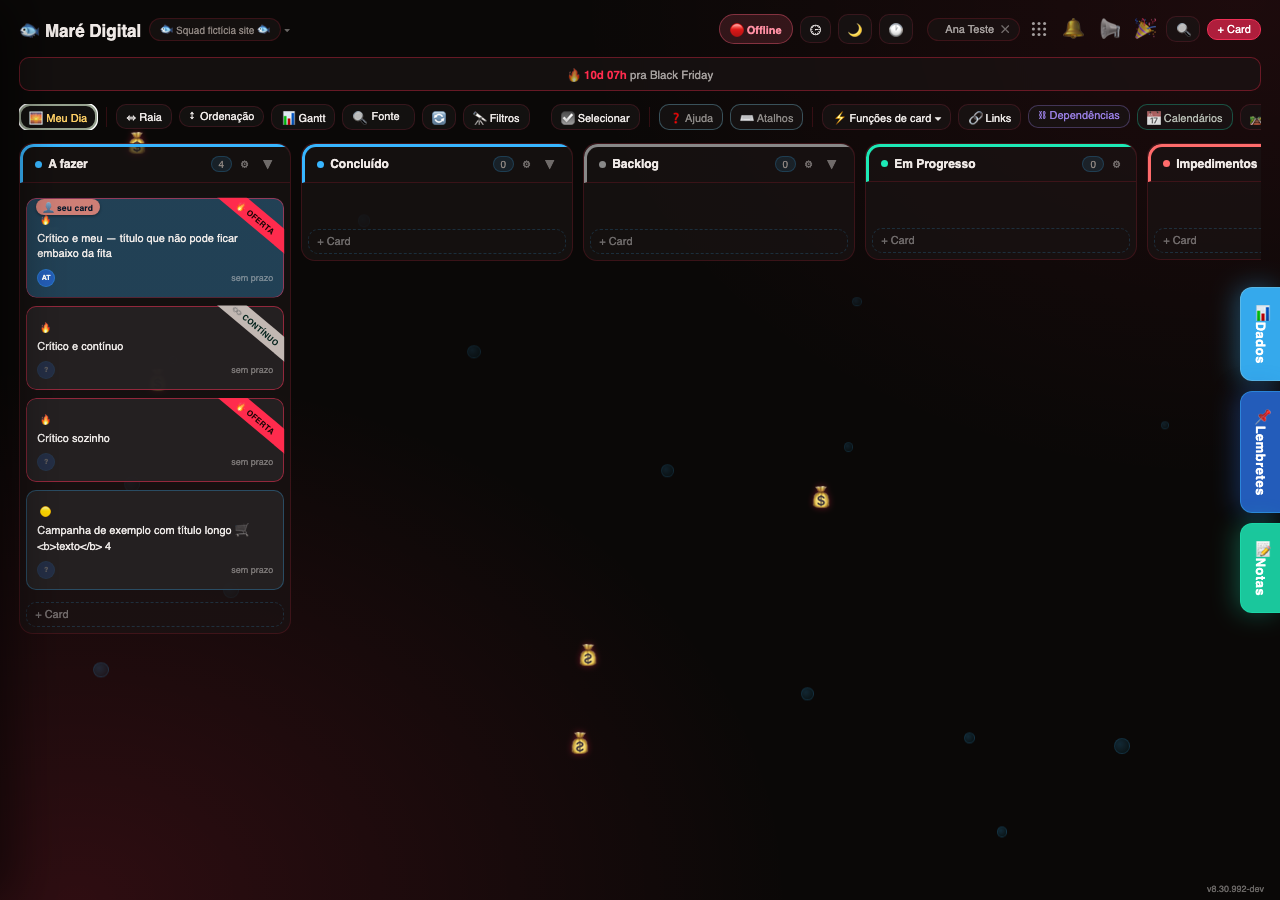 🐟 Maré Digital
🐟 Squad fictícia site 🐟
🔴 Offline
Ana Teste ✕
+ Card
🔥 10d 07h pra Black Friday
🌅 Meu Dia
⇔ Raia
↕ Ordenação
📊 Gantt
🔍 Fonte
🔭 Filtros
☑ Selecionar
❓ Ajuda
⌨ Atalhos
⚡ Funções de card ▾
🔗 Links
⛓ Dependências
📅 Calendários
A fazer 4
👤 seu card
🔥 OFERTA
Crítico e meu — título que não pode ficar
embaixo da fita
AT
sem prazo
CONTÍNUO
Crítico e contínuo
?
sem prazo
🔥 OFERTA
Crítico sozinho
?
sem prazo
Campanha de exemplo com título longo 🛒
<b>texto</b> 4
?
sem prazo
+ Card
Concluído 0
+ Card
Backlog 0
+ Card
Em Progresso 0
+ Card
Impedimentos
+ Card
📊 Dados
📌 Lembretes
📝 Notas
v8.30.992-dev